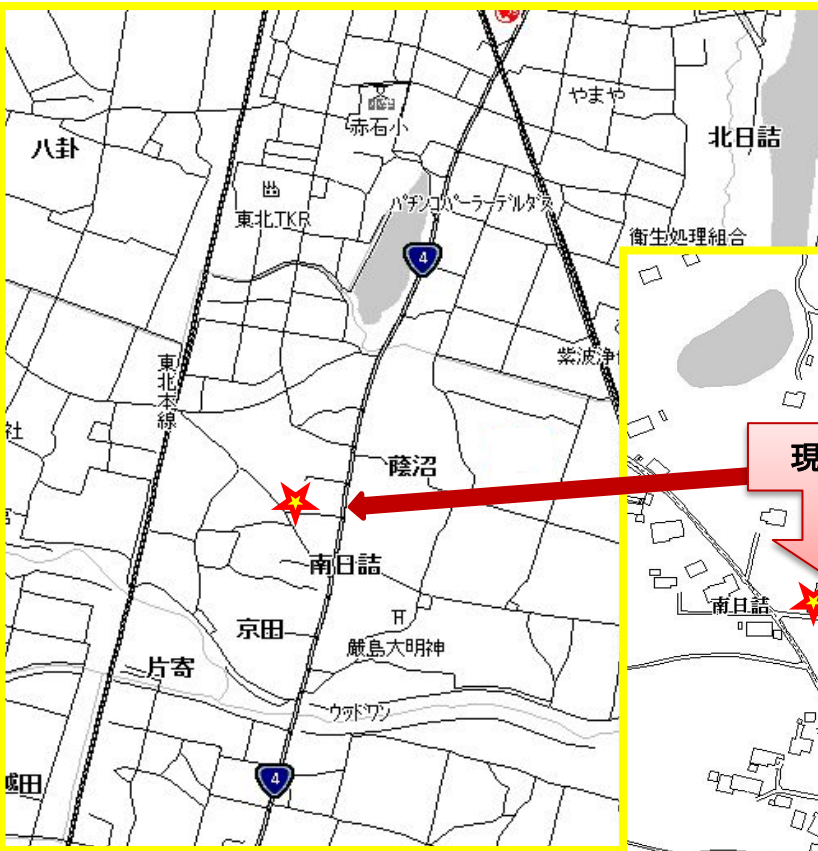 やまや
赤石小
八卦
北日詰
東北TKR
パチンコパーラーデルダス
衛生処理組合
4
紫波浄
東北本線
社
蔭沼
現
南日詰
南日詰
京田
厳島大明神
片寄
ウッドワン
4
越田